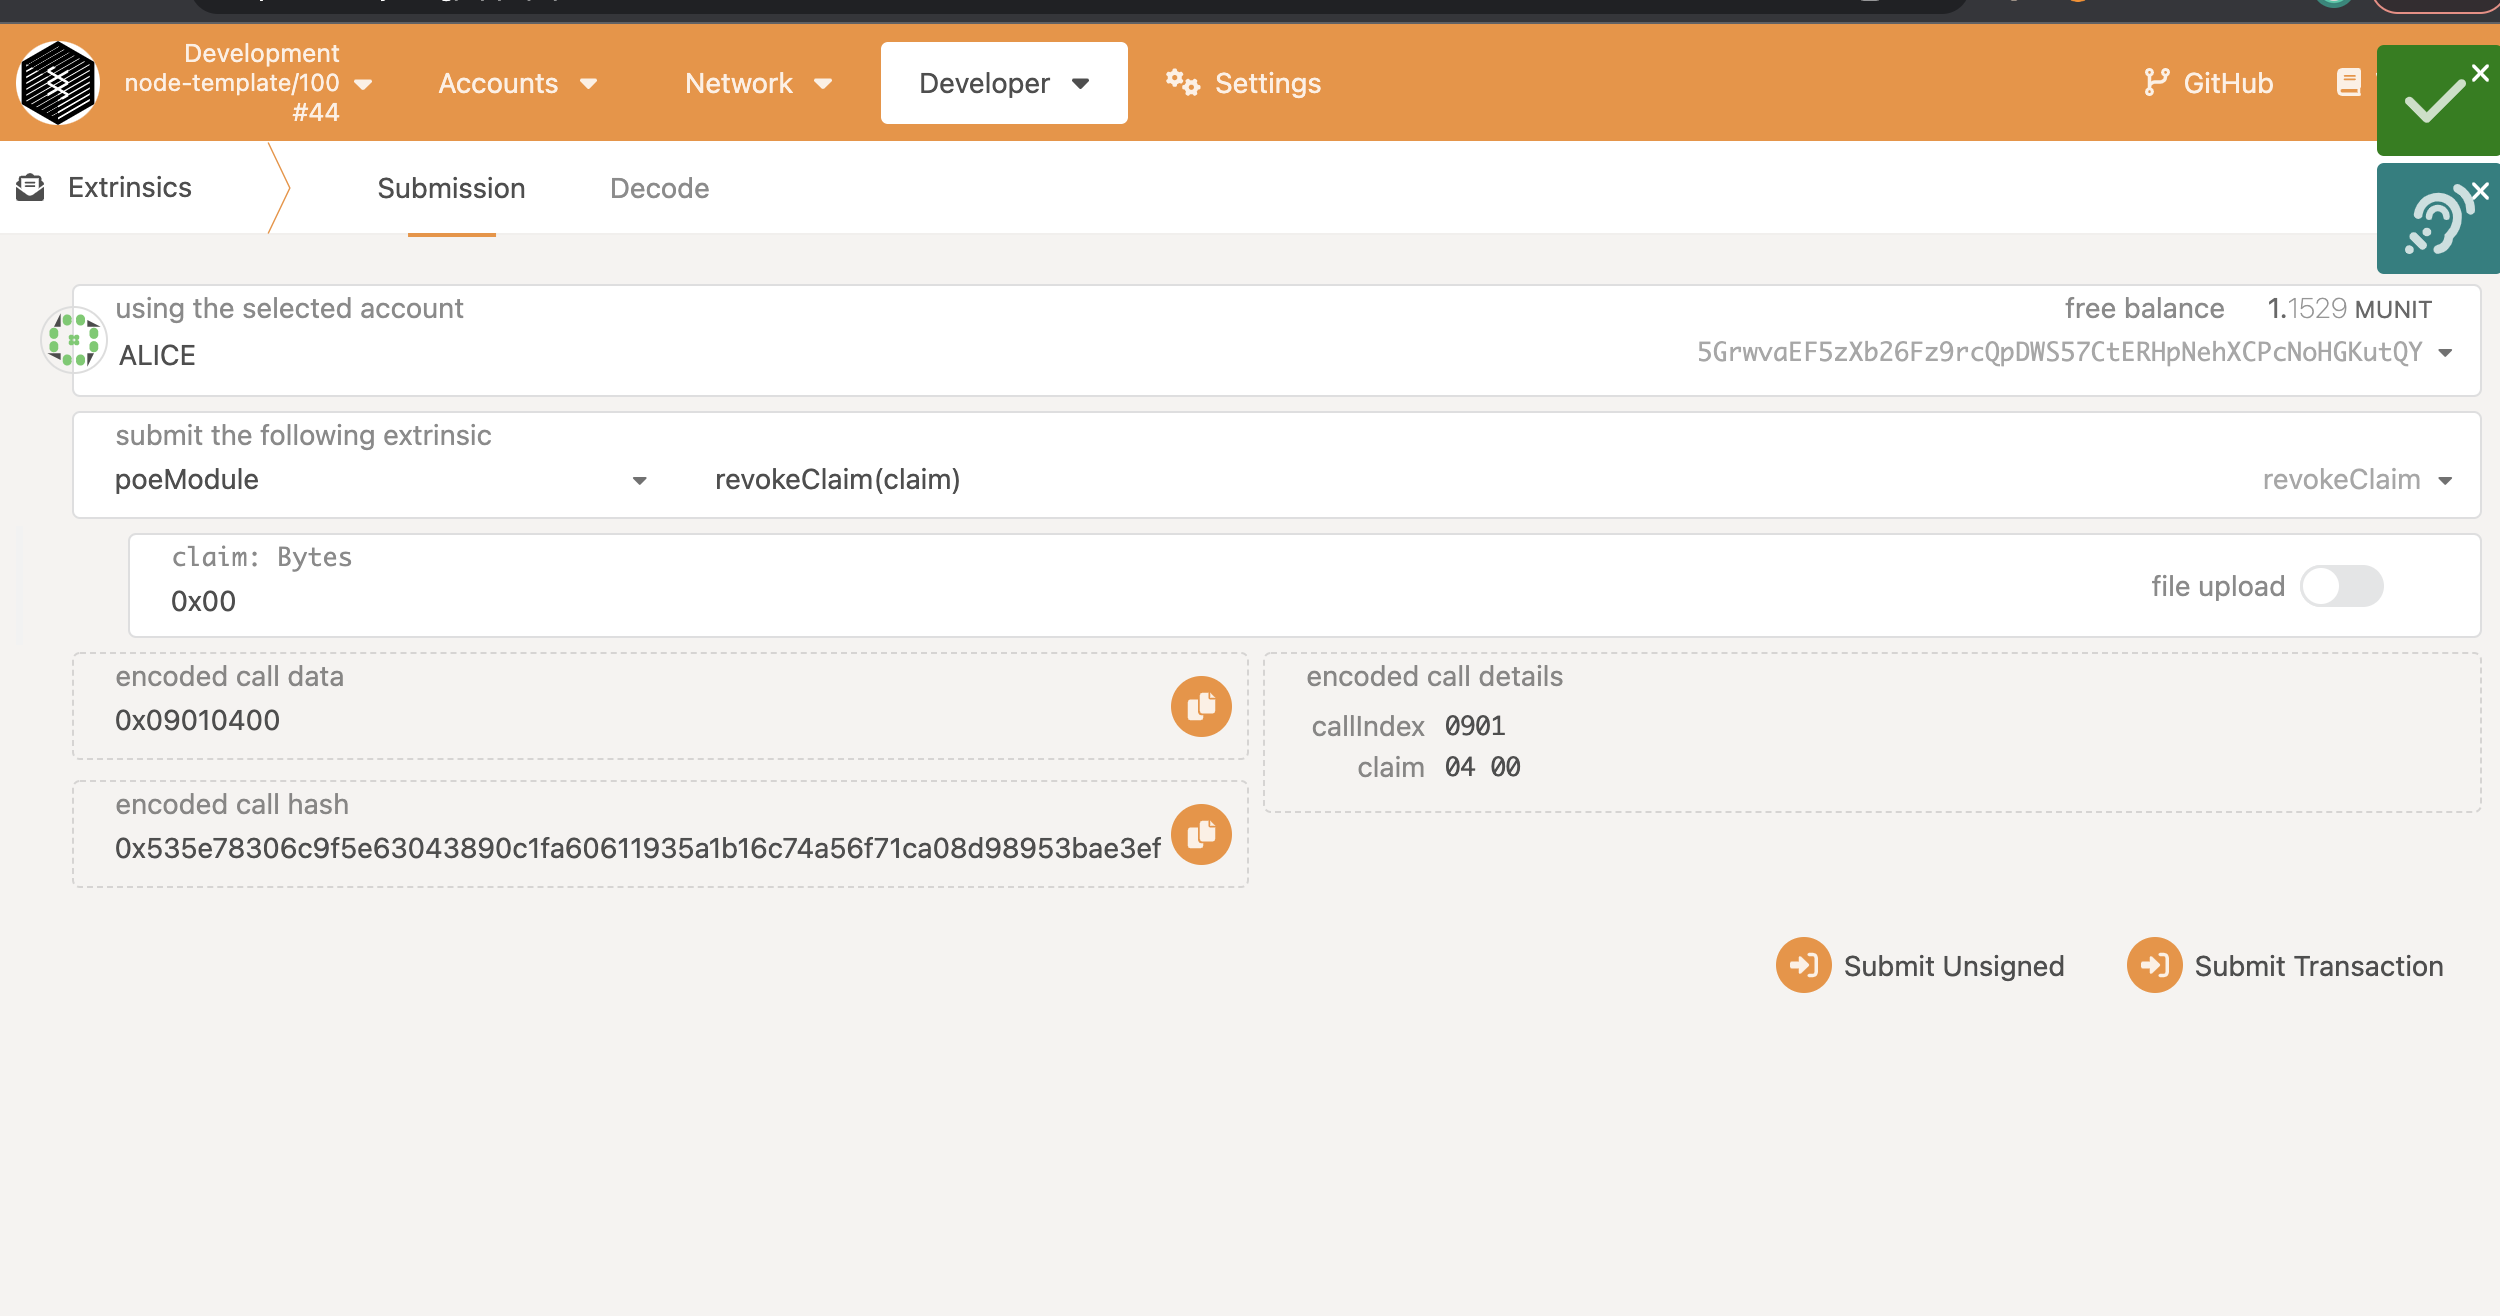 Development
node-template/100
#44
Accounts
Network
Developer
Settings
GitHub
Extrinsics
Submission
Decode
using the selected account
ALICE
free balance 1.1529 MUNIT
5GrwvaEF5zXb26Fz9rcQpDWS57CtERHpNehXCPcNoHGKutQY
submit the following extrinsic
poeModule
revokeClaim(claim)
revokeClaim
claim: Bytes
0x00
file upload
encoded call data
0x09010400
encoded call details
callIndex 0901
claim 04 00
encoded call hash
0x535e78306c9f5e63043890c1fa60611935a1b16c74a56f71ca08d98953bae3ef
Submit Unsigned
Submit Transaction